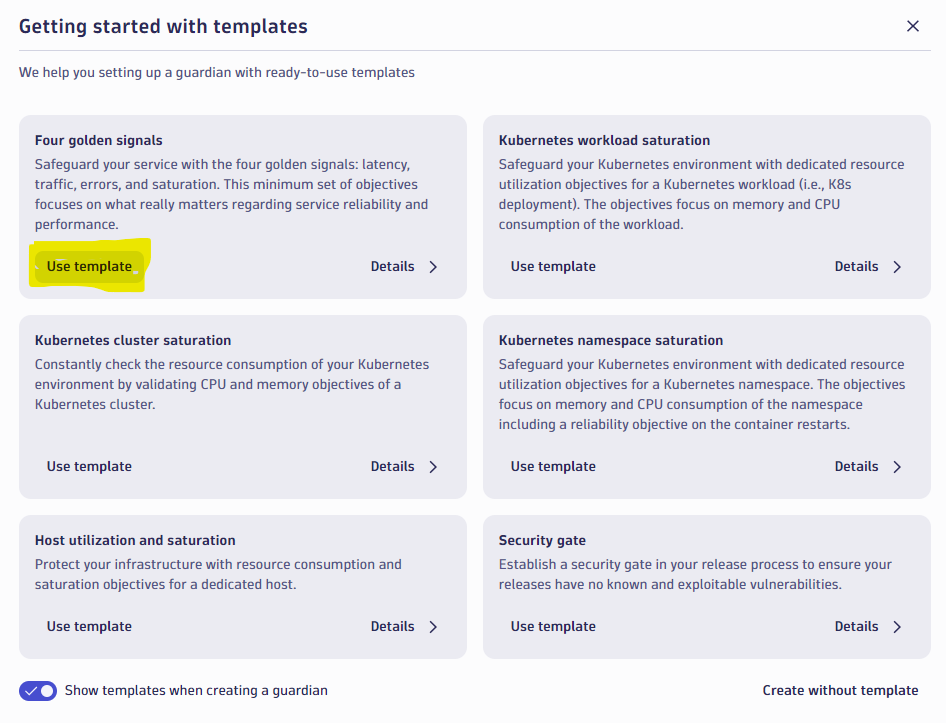 Getting started with templates
We help you setting up a guardian with ready-to-use templates
Four golden signals
Safeguard your service with the four golden signals: latency,
traffic, errors, and saturation. This minimum set of objectives
focuses on what really matters regarding service reliability and
performance.
Use template
Details
Kubernetes workload saturation
Safeguard your Kubernetes environment with dedicated resource
utilization objectives for a Kubernetes workload (i.e., K8s
deployment). The objectives focus on memory and CPU
consumption of the workload.
Use template
Details
Kubernetes cluster saturation
Constantly check the resource consumption of your Kubernetes
environment by validating CPU and memory objectives of a
Kubernetes cluster.
Use template
Details
Kubernetes namespace saturation
Safeguard your Kubernetes environment with dedicated resource
utilization objectives for a Kubernetes namespace. The objectives
focus on memory and CPU consumption of the namespace
including a reliability objective on the container restarts.
Use template
Details
Host utilization and saturation
Protect your infrastructure with resource consumption and
saturation objectives for a dedicated host.
Use template
Details
Security gate
Establish a security gate in your release process to ensure your
releases have no known and exploitable vulnerabilities.
Use template
Details
Show templates when creating a guardian
Create without template